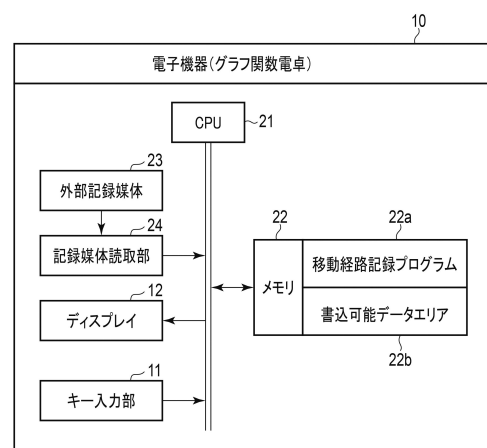 10
電子機器(グラフ関数電卓)
CPU
21
23
外部記録媒体
24
記録媒体読取部
12
ディスプレイ
11
キー入力部
22
メモリ
22a
移動経路記録プログラム
書込可能データエリア
22b